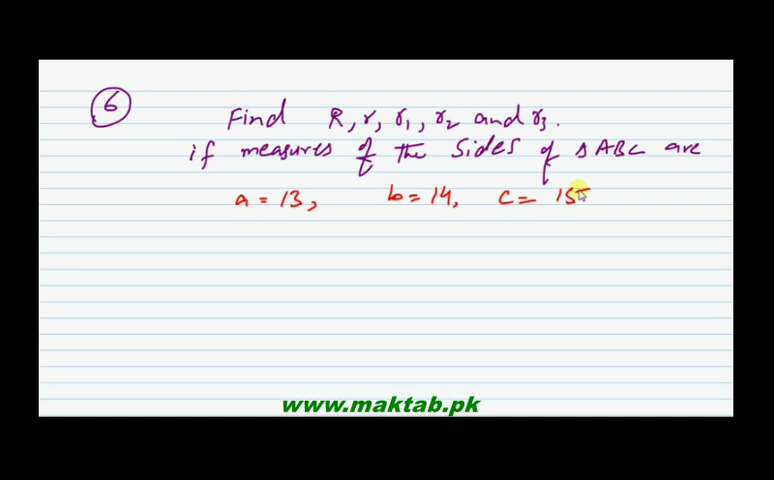 6
Find R, r, r1, r2 and r3.
if measures of the sides of △ABC are
a = 13, b = 14, c = 15
www.maktab.pk